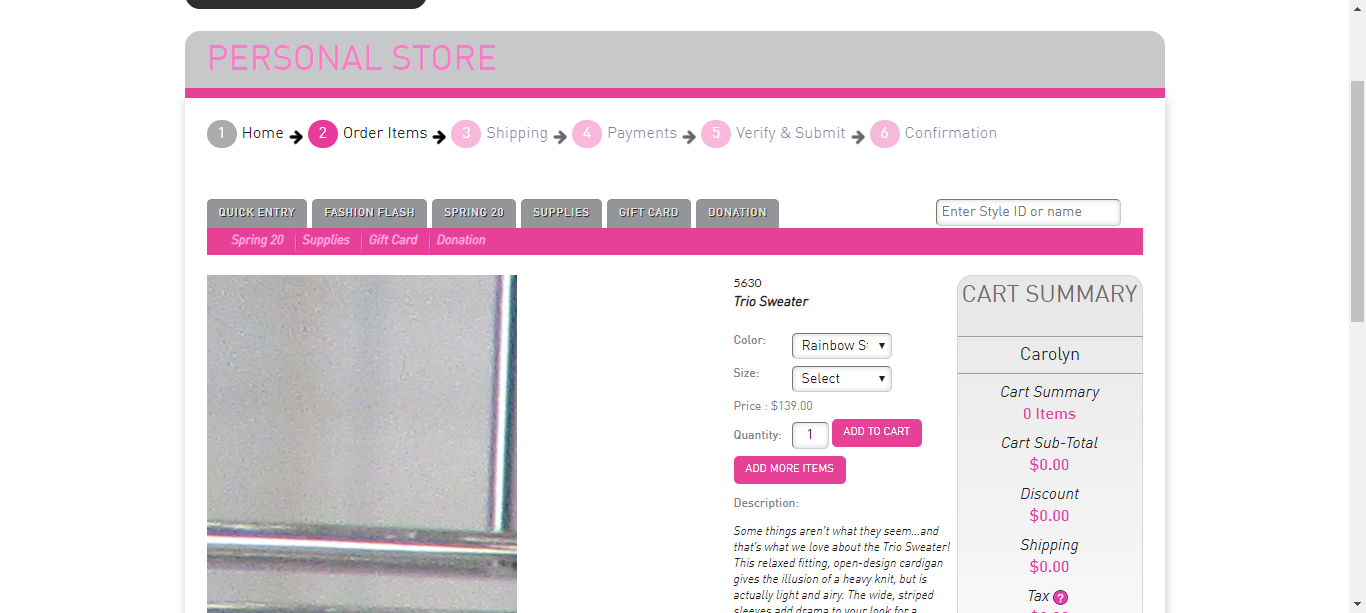 PERSONAL STORE
1 Home 2 Order Items 3 Shipping 4 Payments 5 Verify & Submit 6 Confirmation
QUICK ENTRY FASHION FLASH SPRING 20 SUPPLIES GIFT CARD DONATION Enter Style ID or name
Spring 20 Supplies Gift Card Donation
5630
Trio Sweater
Color: Rainbow S
Size: Select
Price : $139.00
Quantity: 1 ADD TO CART
ADD MORE ITEMS
Description:
Some things aren't what they seem...and
that's what we love about the Trio Sweater!
This relaxed fitting, open-design cardigan
gives the illusion of a heavy knit, but is
actually light and airy. The wide, striped
sleeves add drama to your look for a
CART SUMMARY
Carolyn
Cart Summary
0 Items
Cart Sub-Total
$0.00
Discount
$0.00
Shipping
$0.00
Tax ?